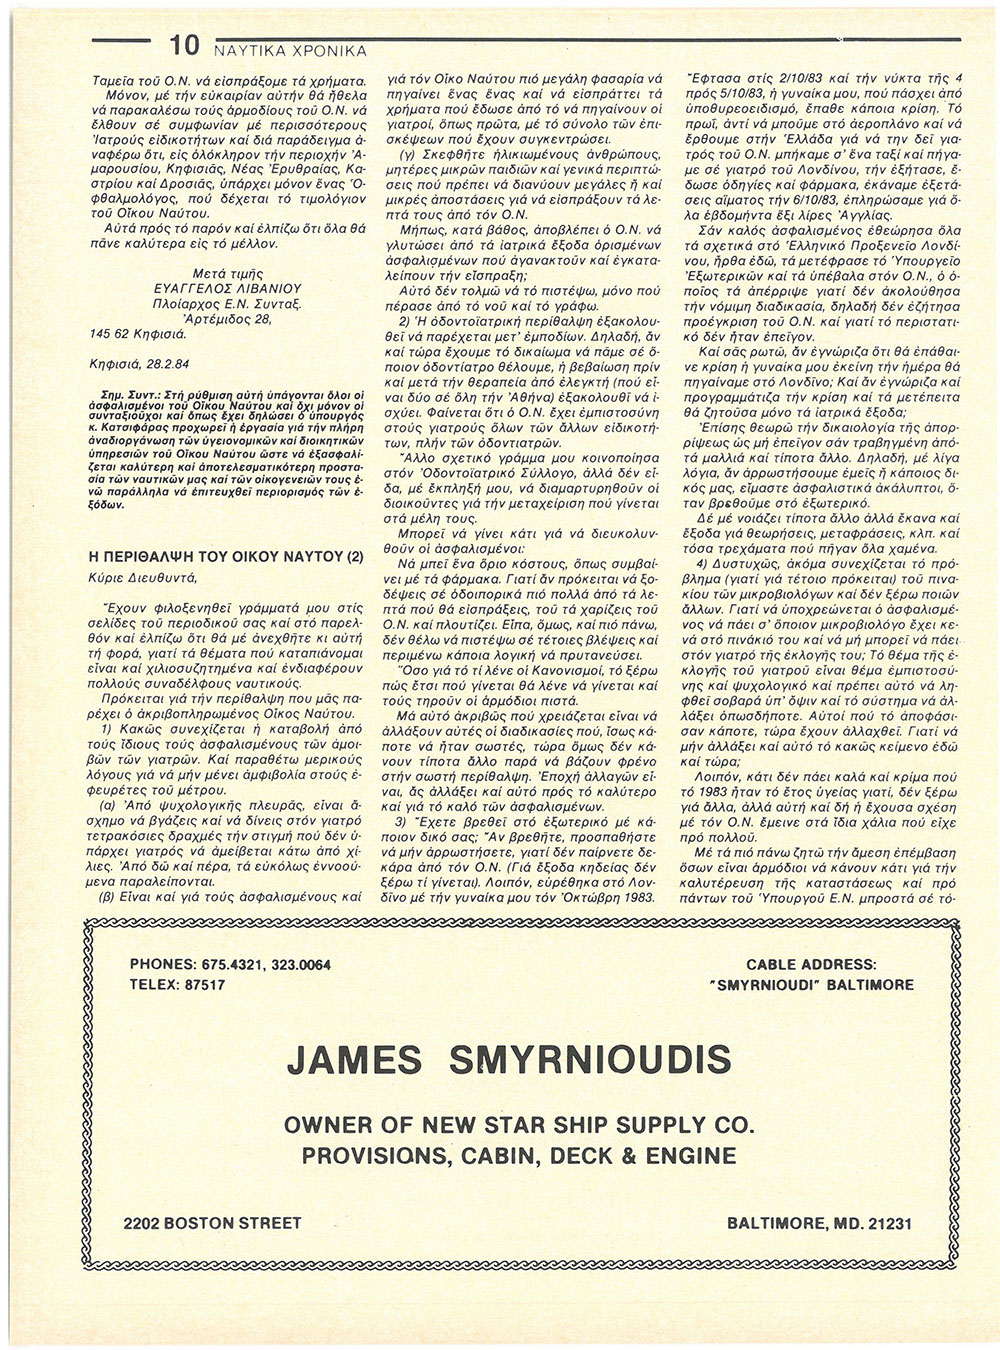 10 ΝΑΥΤΙΚΑ ΧΡΟΝΙΚΑ
Ταμεῖα τοῦ Ο.Ν. νά εἰσπράξομε τά χρήματα.
Μόνον, μέ τήν εὐκαιρίαν αὐτήν θά ἤθελα
νά παρακαλέσω τούς ἁρμοδίους τοῦ Ο.Ν. νά
ἔλθουν σέ συμφωνίαν μέ περισσότερους
Ἰατρούς εἰδικοτήτων καί διά παράδειγμα ἀ-
ναφέρω ὅτι, εἰς ὁλόκληρον τήν περιοχήν Ἀ-
μαρουσίου, Κηφισιᾶς, Νέας Ἐρυθραίας, Κα-
στρίου καί Δροσιᾶς, ὑπάρχει μόνον ἕνας Ὀ-
φθαλμολόγος, πού δέχεται τό τιμολόγιον
τοῦ Οἴκου Ναύτου.
Αὐτά πρός τό παρόν καί ἐλπίζω ὅτι ὅλα θά
πᾶνε καλύτερα εἰς τό μέλλον.
Μετά τιμῆς
ΕΥΑΓΓΕΛΟΣ ΛΙΒΑΝΙΟΥ
Πλοίαρχος Ε.Ν. Συνταξ.
Ἀρτέμιδος 28,
145 62 Κηφισιά.
Κηφισιά, 28.2.84
Σημ. Συντ.: Στή ρύθμιση αὐτή ὑπάγονται ὅλοι οἱ
ἀσφαλισμένοι τοῦ Οἴκου Ναύτου καί ὄχι μόνον οἱ
συνταξιοῦχοι καί ὅπως ἔχει δηλώσει ὁ ὑπουργός
κ. Κατσιφάρας προχωρεῖ ἡ ἐργασία γιά τήν πλήρη
ἀναδιοργάνωση τῶν ὑγειονομικῶν καί διοικητικῶν
ὑπηρεσιῶν τοῦ Οἴκου Ναύτου ὥστε νά ἐξασφαλί-
ζεται καλύτερη καί ἀποτελεσματικότερη προστα-
σία τῶν ναυτικῶν μας καί τῶν οἰκογενειῶν τους ἐ-
νῶ παράλληλα νά ἐπιτευχθεῖ περιορισμός τῶν ἐ-
ξόδων.
Η ΠΕΡΙΘΑΛΨΗ ΤΟΥ ΟΙΚΟΥ ΝΑΥΤΟΥ (2)
Κύριε Διευθυντά,
Ἔχουν φιλοξενηθεῖ γράμματά μου στίς
σελίδες τοῦ περιοδικοῦ σας καί στό παρελ-
θόν καί ἐλπίζω ὅτι θά μέ ἀνεχθῆτε κι αὐτή
τή φορά, γιατί τά θέματα πού καταπιάνομαι
εἶναι καί χιλιοσυζητημένα καί ἐνδιαφέρουν
πολλούς συναδέλφους ναυτικούς.
Πρόκειται γιά τήν περίθαλψη πού μᾶς πα-
ρέχει ὁ ἀκριβοπληρωμένος Οἶκος Ναύτου.
1) Κακῶς συνεχίζεται ἡ καταβολή ἀπό
τούς ἴδιους τούς ἀσφαλισμένους τῶν ἀμοι-
βῶν τῶν γιατρῶν. Καί παραθέτω μερικούς
λόγους γιά νά μήν μένει ἀμφιβολία στούς ἐ-
φευρέτες τοῦ μέτρου.
(α) Ἀπό ψυχολογικῆς πλευρᾶς, εἶναι ἄ-
σχημο νά βγάζεις καί νά δίνεις στόν γιατρό
τετρακόσιες δραχμές τήν στιγμή πού δέν ὑ-
πάρχει γιατρός νά ἀμείβεται κάτω ἀπό χί-
λιες. Ἀπό δῶ καί πέρα, τά εὐκόλως ἐννοού-
μενα παραλείπονται.
(β) Εἶναι καί γιά τούς ἀσφαλισμένους καί
γιά τόν Οἶκο Ναύτου πιό μεγάλη φασαρία νά
πηγαίνει ἕνας ἕνας καί νά εἰσπράττει τά
χρήματα πού ἔδωσε ἀπό τό νά πηγαίνουν οἱ
γιατροί, ὅπως πρῶτα, μέ τό σύνολο τῶν ἐπι-
σκέψεων πού ἔχουν συγκεντρώσει.
(γ) Σκεφθῆτε ἡλικιωμένους ἀνθρώπους,
μητέρες μικρῶν παιδιῶν καί γενικά περιπτώ-
σεις πού πρέπει νά διανύουν μεγάλες ἤ καί
μικρές ἀποστάσεις γιά νά εἰσπράξουν τά λε-
πτά τους ἀπό τόν Ο.Ν.
Μήπως, κατά βάθος, ἀποβλέπει ὁ Ο.Ν. νά
γλυτώσει ἀπό τά ἰατρικά ἔξοδα ὁρισμένων
ἀσφαλισμένων πού ἀγανακτοῦν καί ἐγκατα-
λείπουν τήν εἴσπραξη;
Αὐτό δέν τολμῶ νά τό πιστέψω, μόνο πού
πέρασε ἀπό τό νοῦ καί τό γράφω.
2) Ἡ ὀδοντοϊατρική περίθαλψη ἐξακολου-
θεῖ νά παρέχεται μετ' ἐμποδίων. Δηλαδή, ἄν
καί τώρα ἔχουμε τό δικαίωμα νά πᾶμε σέ ὅ-
ποιον ὀδοντίατρο θέλουμε, ἡ βεβαίωση πρίν
καί μετά τήν θεραπεία ἀπό ἐλεγκτή (πού εἶ-
ναι δύο σέ ὅλη τήν Ἀθήνα) ἐξακολουθεῖ νά ἰ-
σχύει. Φαίνεται ὅτι ὁ Ο.Ν. ἔχει ἐμπιστοσύνη
στούς γιατρούς ὅλων τῶν ἄλλων εἰδικοτή-
των, πλήν τῶν ὀδοντιατρῶν.
Ἄλλο σχετικό γράμμα μου κοινοποίησα
στόν Ὀδοντοϊατρικό Σύλλογο, ἀλλά δέν εἶ-
δα, μέ ἔκπληξή μου, νά διαμαρτυρηθοῦν οἱ
διοικοῦντες γιά τήν μεταχείριση πού γίνεται
στά μέλη τους.
Μπορεῖ νά γίνει κάτι γιά νά διευκολυν-
θοῦν οἱ ἀσφαλισμένοι:
Νά μπεῖ ἕνα ὅριο κόστους, ὅπως συμβαί-
νει μέ τά φάρμακα. Γιατί ἄν πρόκειται νά ξο-
δέψεις σέ ὁδοιπορικά πιό πολλά ἀπό τά λε-
πτά πού θά εἰσπράξεις, τοῦ τά χαρίζεις τοῦ
Ο.Ν. καί πλουτίζει. Εἶπα, ὅμως, καί πιό πάνω,
δέν θέλω νά πιστέψω σέ τέτοιες βλέψεις καί
περιμένω κάποια λογική νά πρυτανεύσει.
Ὅσο γιά τό τί λένε οἱ Κανονισμοί, τό ξέρω
πώς ἔτσι πού γίνεται θά λένε νά γίνεται καί
τούς τηροῦν οἱ ἁρμόδιοι πιστά.
Μά αὐτό ἀκριβῶς πού χρειάζεται εἶναι νά
ἀλλάξουν αὐτές οἱ διαδικασίες πού, ἴσως κά-
ποτε νά ἦταν σωστές, τώρα ὅμως δέν κά-
νουν τίποτα ἄλλο παρά νά βάζουν φρένο
στήν σωστή περίθαλψη. Ἐποχή ἀλλαγῶν εἶ-
ναι, ἄς ἀλλάξει καί αὐτό πρός τό καλύτερο
καί γιά τό καλό τῶν ἀσφαλισμένων.
3) Ἔχετε βρεθεῖ στό ἐξωτερικό μέ κά-
ποιον δικό σας; Ἄν βρεθῆτε, προσπαθήστε
νά μήν ἀρρωστήσετε, γιατί δέν παίρνετε δε-
κάρα ἀπό τόν Ο.Ν. (Γιά ἔξοδα κηδείας δέν
ξέρω τί γίνεται). Λοιπόν, εὑρέθηκα στό Λον-
δῖνο μέ τήν γυναίκα μου τόν Ὀκτώβρη 1983.
Ἔφτασα στίς 2/10/83 καί τήν νύκτα τῆς 4
πρός 5/10/83, ἡ γυναίκα μου, πού πάσχει ἀπό
ὑποθυρεοειδισμό, ἔπαθε κάποια κρίση. Τό
πρωῒ, ἀντί νά μποῦμε στό ἀεροπλάνο καί νά
ἔρθουμε στήν Ἑλλάδα γιά νά την δεῖ για-
τρός τοῦ Ο.Ν. μπήκαμε σ' ἕνα ταξί καί πήγα-
με σέ γιατρό τοῦ Λονδίνου, τήν ἐξήτασε, ἔ-
δωσε ὁδηγίες καί φάρμακα, ἐκάναμε ἐξετά-
σεις αἵματος τήν 6/10/83, ἐπληρώσαμε γιά ὅ-
λα ἑβδομήντα ἕξι λίρες Ἀγγλίας.
Σάν καλός ἀσφαλισμένος ἐθεώρησα ὅλα
τά σχετικά στό Ἑλληνικό Προξενεῖο Λονδί-
νου, ἦρθα ἐδῶ, τά μετέφρασε τό Ὑπουργεῖο
Ἐξωτερικῶν καί τά ὑπέβαλα στόν Ο.Ν., ὁ ὁ-
ποῖος τά ἀπέρριψε γιατί δέν ἀκολούθησα
τήν νόμιμη διαδικασία, δηλαδή δέν ἐζήτησα
προέγκριση τοῦ Ο.Ν. καί γιατί τό περιστατι-
κό δέν ἦταν ἐπεῖγον.
Καί σᾶς ρωτῶ, ἄν ἐγνώριζα ὅτι θά ἐπάθαι-
νε κρίση ἡ γυναίκα μου ἐκείνη τήν ἡμέρα θά
πηγαίναμε στό Λονδῖνο; Καί ἄν ἐγνώριζα καί
προγραμμάτιζα τήν κρίση καί τά μετέπειτα
θά ζητοῦσα μόνο τά ἰατρικά ἔξοδα;
Ἐπίσης θεωρῶ τήν δικαιολογία τῆς ἀπορ-
ρίψεως ὡς μή ἐπεῖγον σάν τραβηγμένη ἀπό-
τά μαλλιά καί τίποτα ἄλλο. Δηλαδή, μέ λίγα
λόγια, ἄν ἀρρωστήσουμε ἐμεῖς ἤ κάποιος δι-
κός μας, εἴμαστε ἀσφαλιστικά ἀκάλυπτοι, ὅ-
ταν βρεθοῦμε στό ἐξωτερικό.
Δέ μέ νοιάζει τίποτα ἄλλο ἀλλά ἔκανα καί
ἔξοδα γιά θεωρήσεις, μεταφράσεις, κλπ. καί
τόσα τρεχάματα πού πῆγαν ὅλα χαμένα.
4) Δυστυχῶς, ἀκόμα συνεχίζεται τό πρό-
βλημα (γιατί γιά τέτοιο πρόκειται) τοῦ πινα-
κίου τῶν μικροβιολόγων καί δέν ξέρω ποιῶν
ἄλλων. Γιατί νά ὑποχρεώνεται ὁ ἀσφαλισμέ-
νος νά πάει σ' ὅποιον μικροβιολόγο ἔχει κε-
νά στό πινάκιό του καί νά μή μπορεῖ νά πάει
στόν γιατρό τῆς ἐκλογῆς του; Τό θέμα τῆς ἐ-
κλογῆς τοῦ γιατροῦ εἶναι θέμα ἐμπιστοσύ-
νης καί ψυχολογικό καί πρέπει αὐτό νά λη-
φθεῖ σοβαρά ὑπ' ὄψιν καί τό σύστημα νά ἀλ-
λάξει ὁπωσδήποτε. Αὐτοί πού τό ἀποφάσι-
σαν κάποτε, τώρα ἔχουν ἀλλαχθεῖ. Γιατί νά
μήν ἀλλάξει καί αὐτό τό κακῶς κείμενο ἐδῶ
καί τώρα;
Λοιπόν, κάτι δέν πάει καλά καί κρίμα πού
τό 1983 ἦταν τό ἔτος ὑγείας γιατί, δέν ξέρω
γιά ἄλλα, ἀλλά αὐτή καί δή ἡ ἔχουσα σχέση
μέ τόν Ο.Ν. ἔμεινε στά ἴδια χάλια πού εἶχε
πρό πολλοῦ.
Μέ τά πιό πάνω ζητῶ τήν ἄμεση ἐπέμβαση
ὅσων εἶναι ἁρμόδιοι νά κάνουν κάτι γιά τήν
καλυτέρευση τῆς καταστάσεως καί πρό
πάντων τοῦ Ὑπουργοῦ Ε.Ν. μπροστά σέ τό-
PHONES: 675.4321, 323.0064
TELEX: 87517
CABLE ADDRESS:
"SMYRNIOUDI" BALTIMORE
JAMES SMYRNIOUDIS
OWNER OF NEW STAR SHIP SUPPLY CO.
PROVISIONS, CABIN, DECK & ENGINE
2202 BOSTON STREET
BALTIMORE, MD. 21231